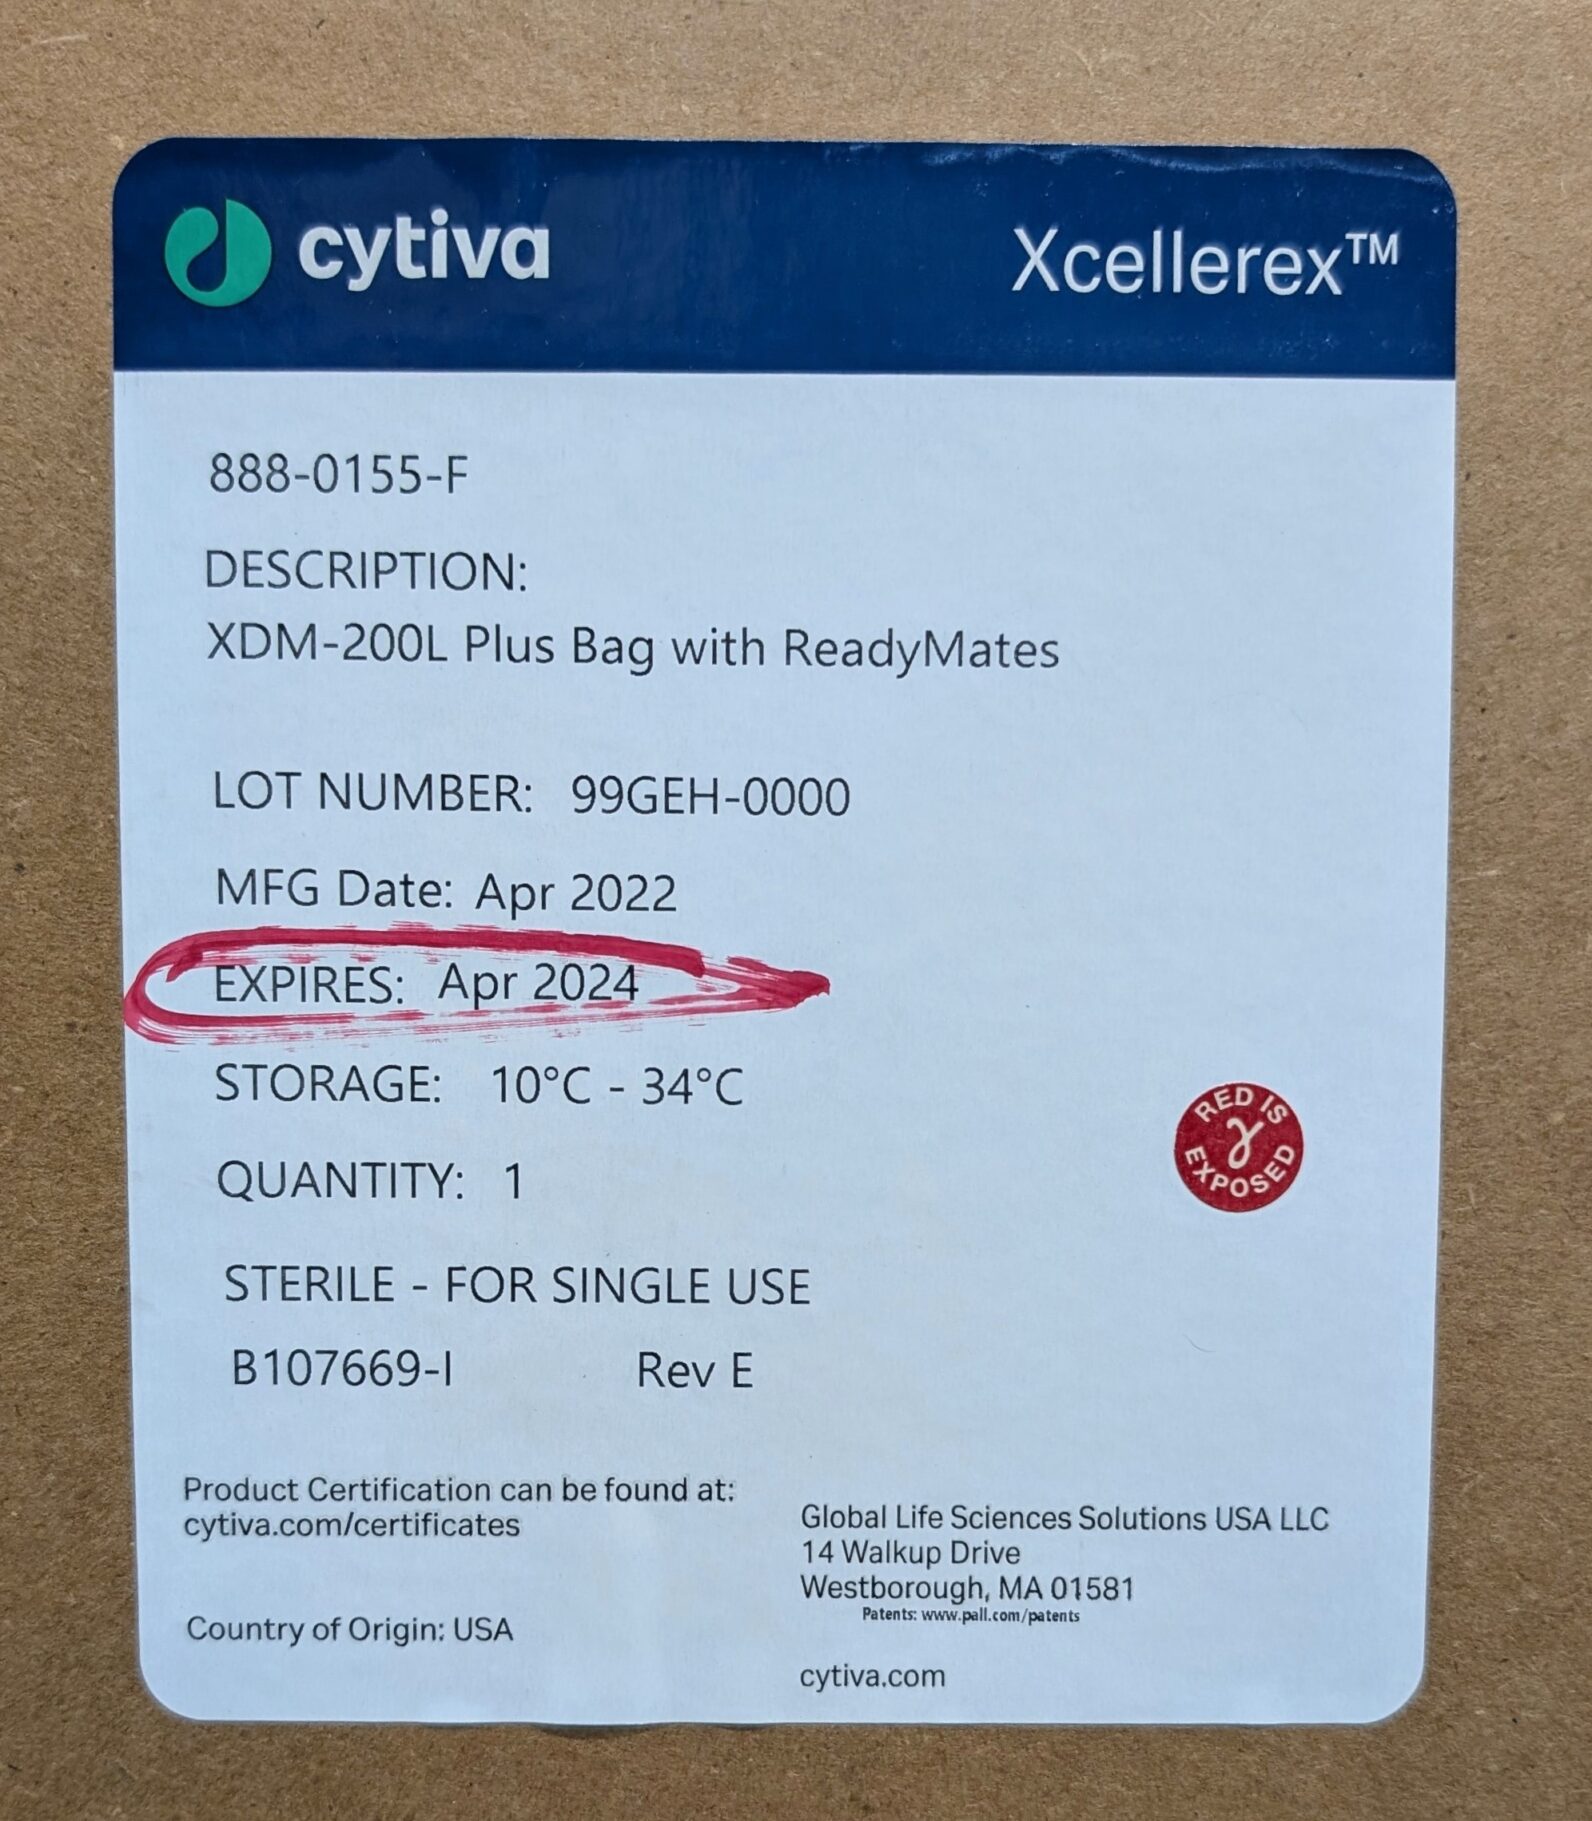 cytiva
Xcellerex™
888-0155-F
DESCRIPTION:
XDM-200L Plus Bag with ReadyMates
LOT NUMBER: 99GEH-0000
MFG Date: Apr 2022
EXPIRES: Apr 2024
STORAGE: 10°C - 34°C
RED IS
γ
EXPOSED
QUANTITY: 1
STERILE - FOR SINGLE USE
B107669-I Rev E
Product Certification can be found at:
cytiva.com/certificates
Country of Origin: USA
Global Life Sciences Solutions USA LLC
14 Walkup Drive
Westborough, MA 01581
Patents: www.pall.com/patents
cytiva.com